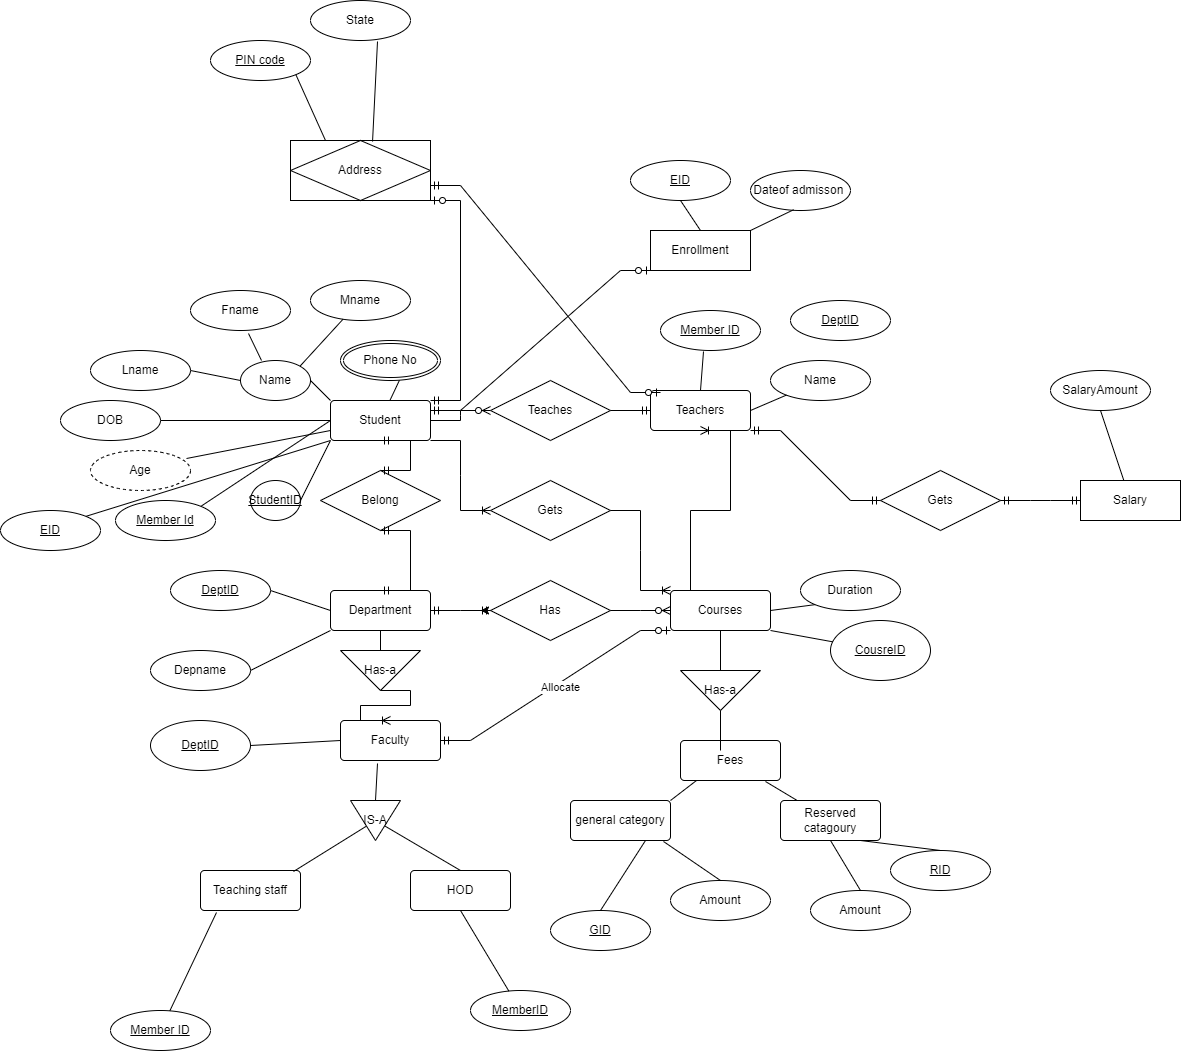 State
PIN code
Address
EID
Dateof admisson
Enrollment
Fname
Mname
Member ID
DeptID
Lname
Name
Phone No
Name
SalaryAmount
DOB
Student
Teaches
Teachers
Age
EID
Member Id
StudentID
Belong
Gets
Gets
Salary
DeptID
Department
Has
Courses
Duration
CousreID
Depname
Has-a
Allocate
Has-a
DeptID
Faculty
Fees
IS-A
general category
Reserved
catagoury
Teaching staff
HOD
RID
Amount
Amount
GID
Member ID
MemberID